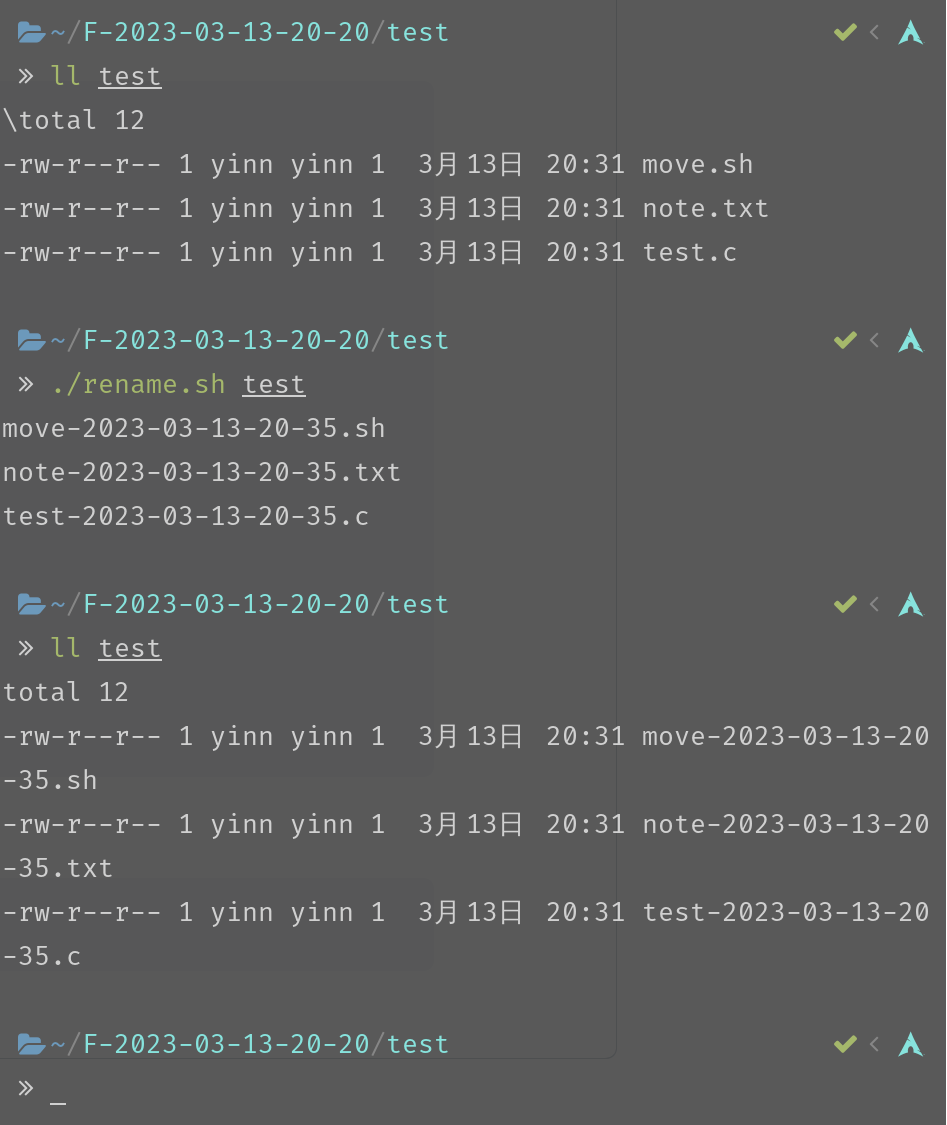 ~/F-2023-03-13-20-20/test
» ll test
\total 12
-rw-r--r-- 1 yinn yinn 1  3月13日 20:31 move.sh
-rw-r--r-- 1 yinn yinn 1  3月13日 20:31 note.txt
-rw-r--r-- 1 yinn yinn 1  3月13日 20:31 test.c
~/F-2023-03-13-20-20/test
» ./rename.sh test
move-2023-03-13-20-35.sh
note-2023-03-13-20-35.txt
test-2023-03-13-20-35.c
~/F-2023-03-13-20-20/test
» ll test
total 12
-rw-r--r-- 1 yinn yinn 1  3月13日 20:31 move-2023-03-13-20
-35.sh
-rw-r--r-- 1 yinn yinn 1  3月13日 20:31 note-2023-03-13-20
-35.txt
-rw-r--r-- 1 yinn yinn 1  3月13日 20:31 test-2023-03-13-20
-35.c
~/F-2023-03-13-20-20/test
» _